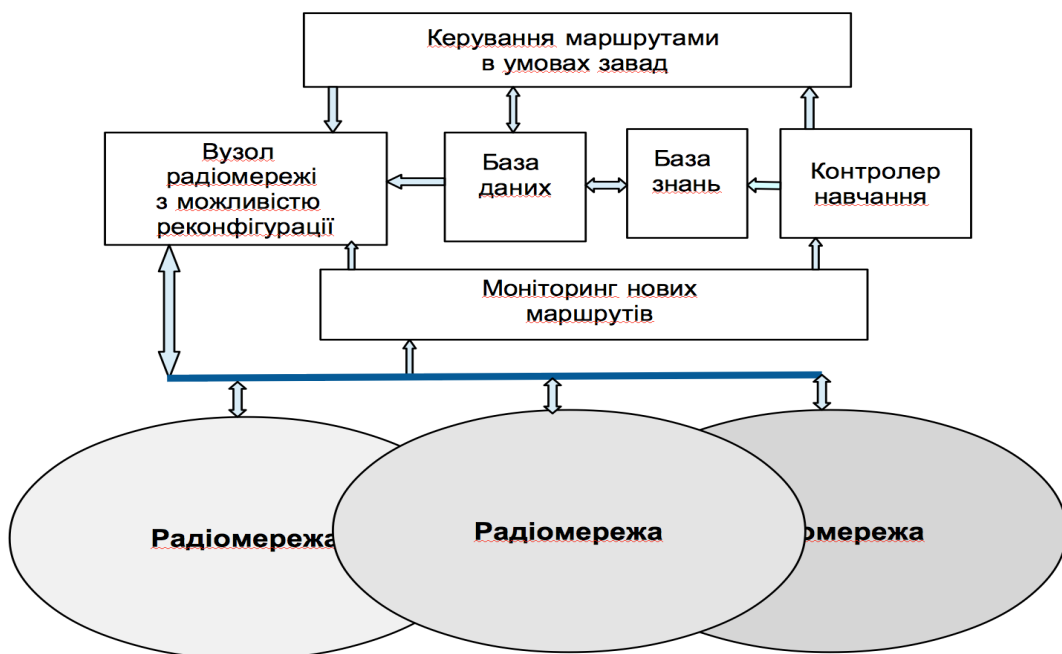 Керування маршрутами
в умовах завад
Вузол
радіомережі
з можливістю
реконфігурації
База
даних
База
знань
Контролер
навчання
Моніторинг нових
маршрутів
Радіомережа
Радіомережа
омережа